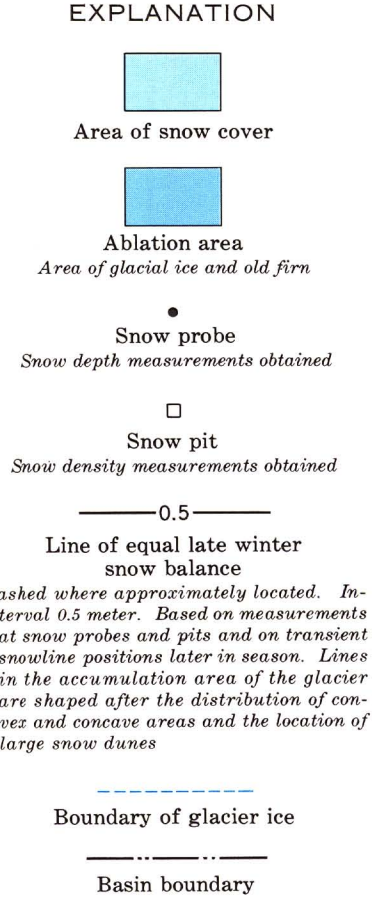 EXPLANATION
Area of snow cover
Ablation area
Area of glacial ice and old firn
Snow probe
Snow depth measurements obtained
Snow pit
Snow density measurements obtained
0.5
Line of equal late winter
snow balance
ashed where approximately located. In-
terval 0.5 meter. Based on measurements
at snow probes and pits and on transient
snowline positions later in season. Lines
in the accumulation area of the glacier
are shaped after the distribution of con-
vex and concave areas and the location of
large snow dunes
Boundary of glacier ice
Basin boundary